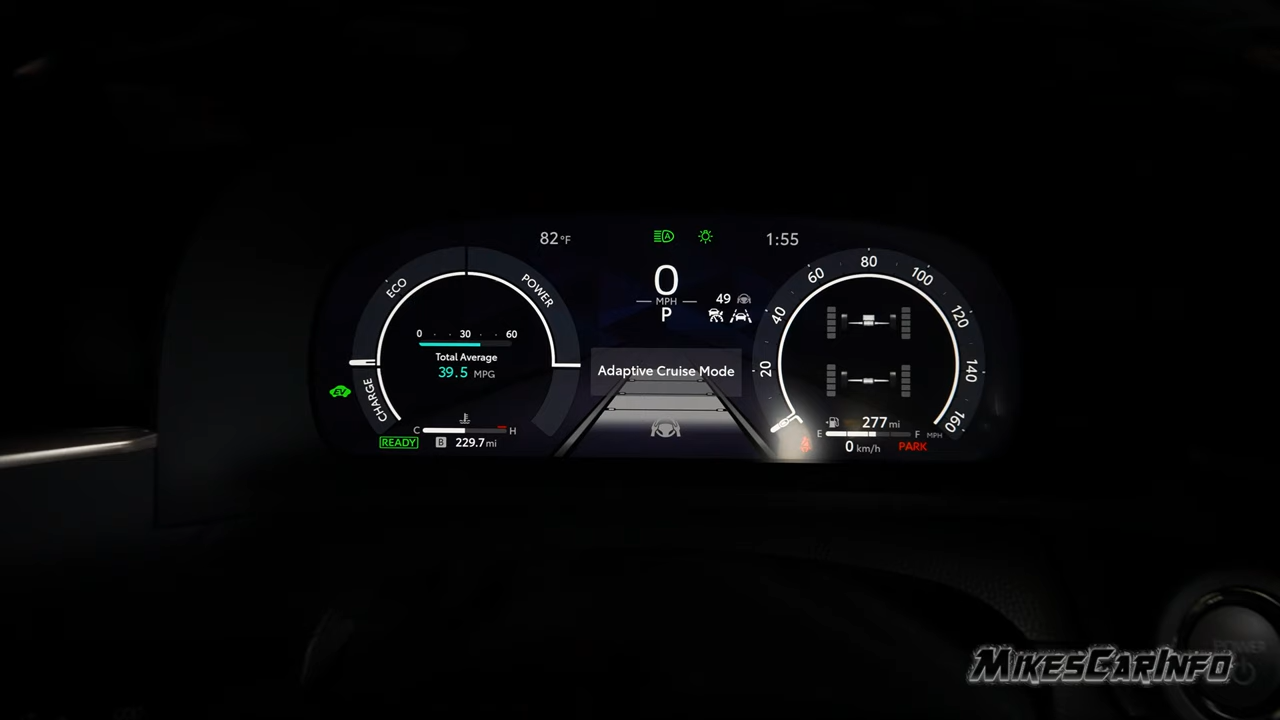 82°F
1:55
0
MPH
P
49
ECO
POWER
CHARGE
0 30 60
Total Average
39.5 MPG
EV
C H
READY
B 229.7 mi
Adaptive Cruise Mode
20 40 60 80 100 120 140 160
MPH
277 mi
E F
0 km/h
PARK
POWER
MIKESCARINFO